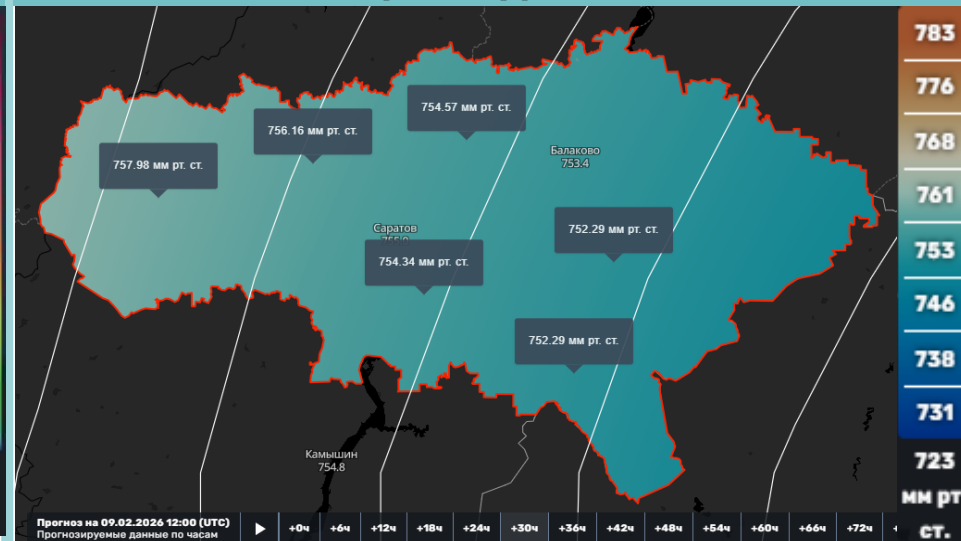 783
776
768
761
753
746
738
731
723
мм рт
ст.
754.57 мм рт. ст.
756.16 мм рт. ст.
757.98 мм рт. ст.
Балаково
753.4
Саратов
752.29 мм рт. ст.
754.34 мм рт. ст.
752.29 мм рт. ст.
Камышин
754.8
Прогноз на 09.02.2026 12:00 (UTC)
Прогнозируемые данные по часам
+0ч +6ч +12ч +18ч +24ч +30ч +36ч +42ч +48ч +54ч +60ч +66ч +72ч +